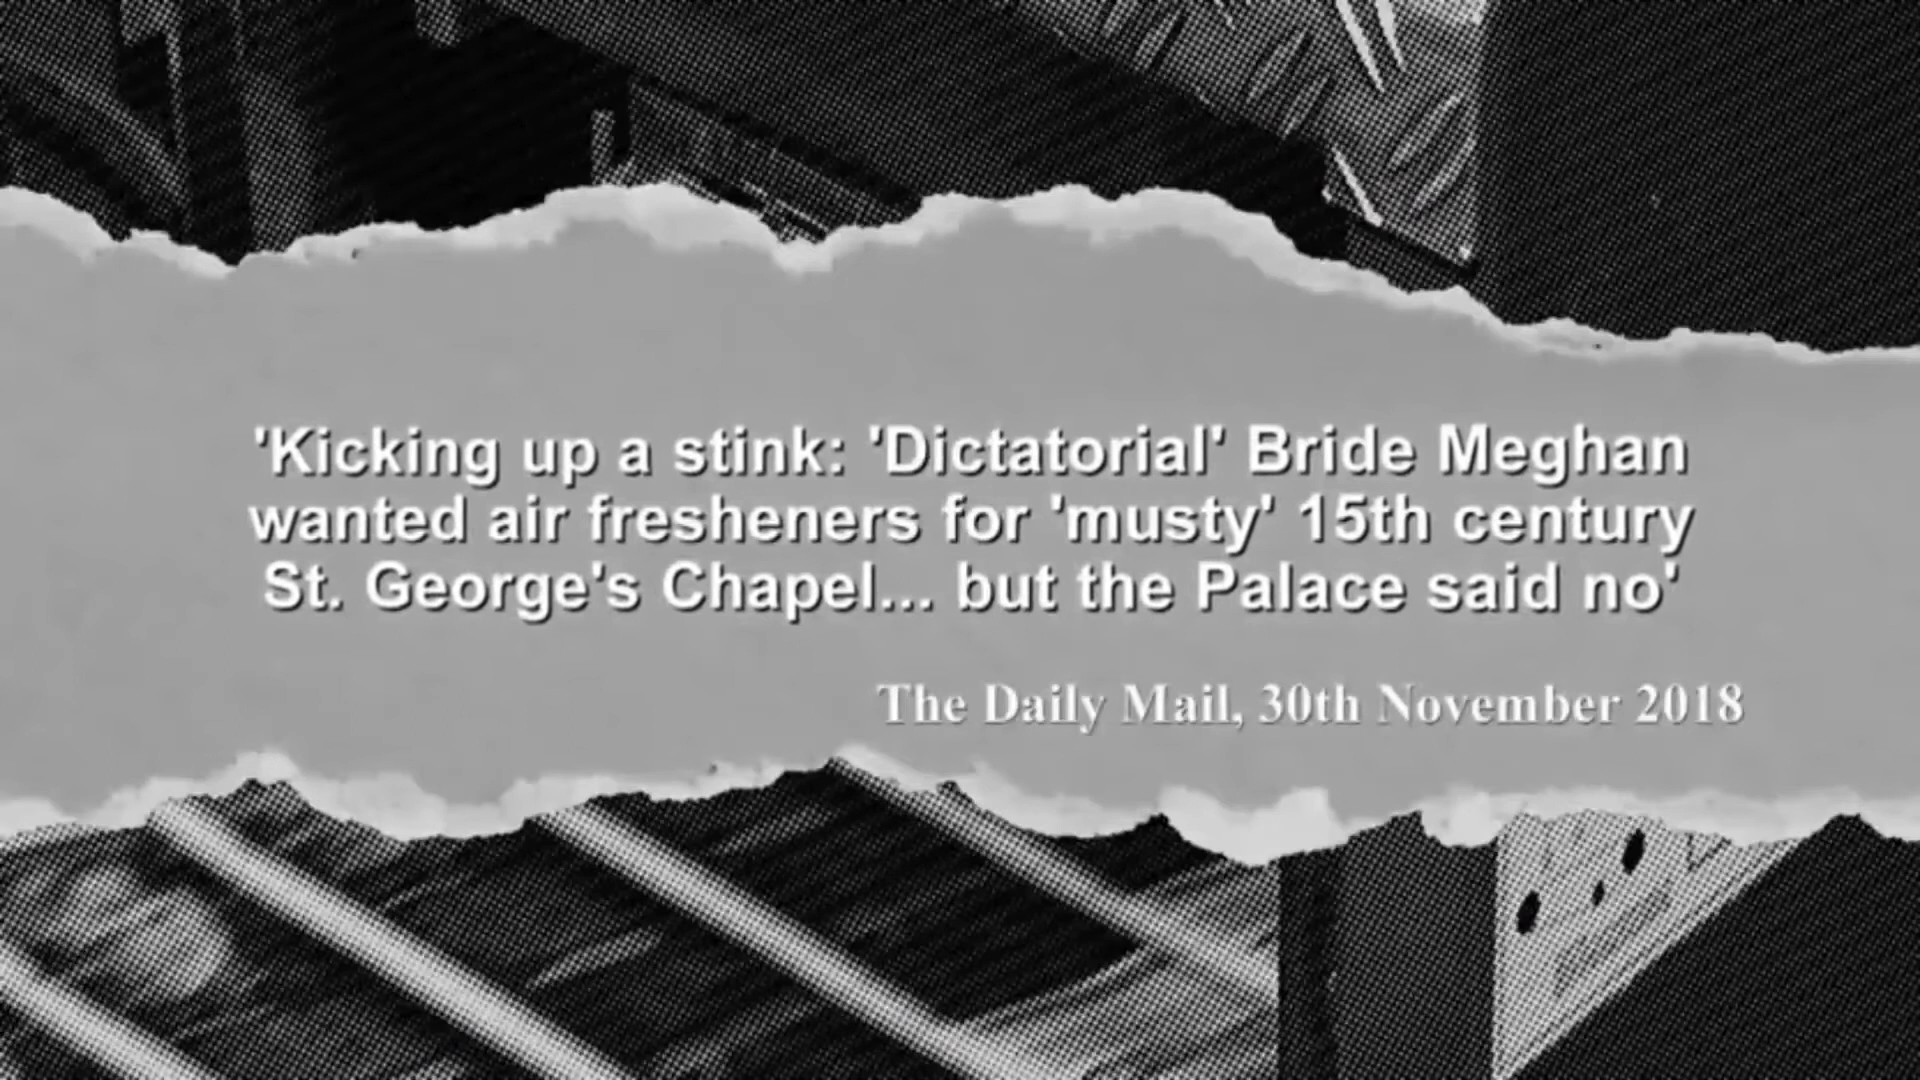 'Kicking up a stink: 'Dictatorial' Bride Meghan
wanted air fresheners for 'musty' 15th century
St. George's Chapel... but the Palace said no'
The Daily Mail, 30th November 2018